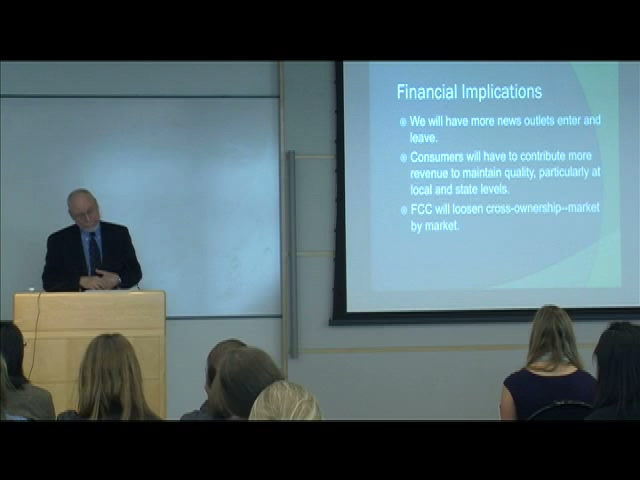 Financial Implications
We will have more news outlets enter and
leave.
Consumers will have to contribute more
revenue to maintain quality, particularly at
local and state levels.
FCC will loosen cross-ownership--market
by market.